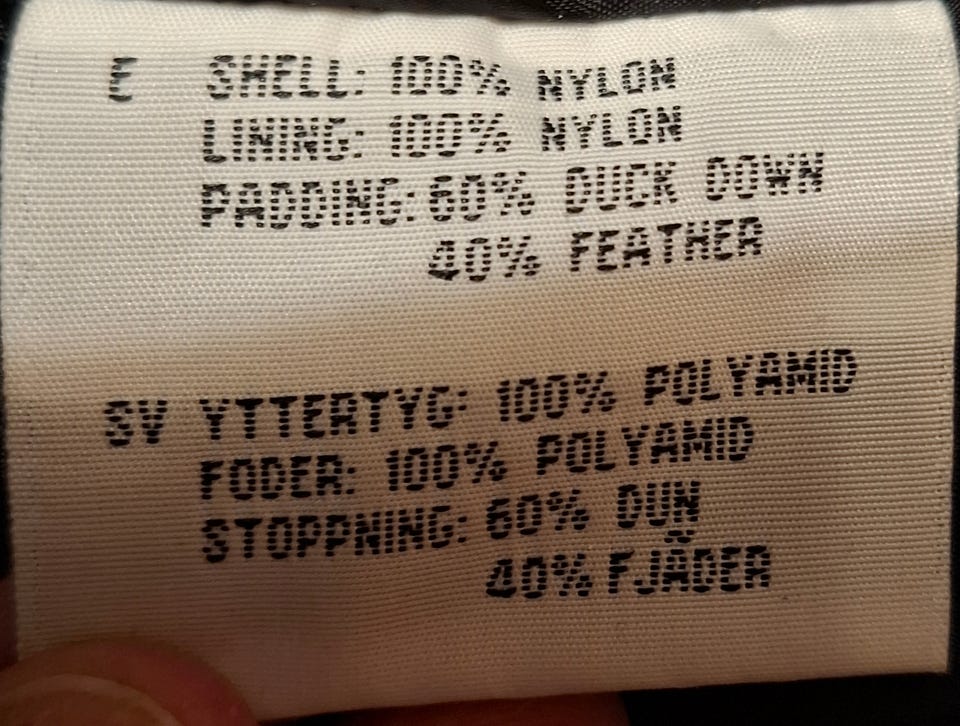 E SHELL: 100% NYLON
LINING: 100% NYLON
PADDING: 60% DUCK DOWN
40% FEATHER
SV YTTERTYG: 100% POLYAMID
FODER: 100% POLYAMID
STOPPNING: 60% DUN
40% FJÄDER